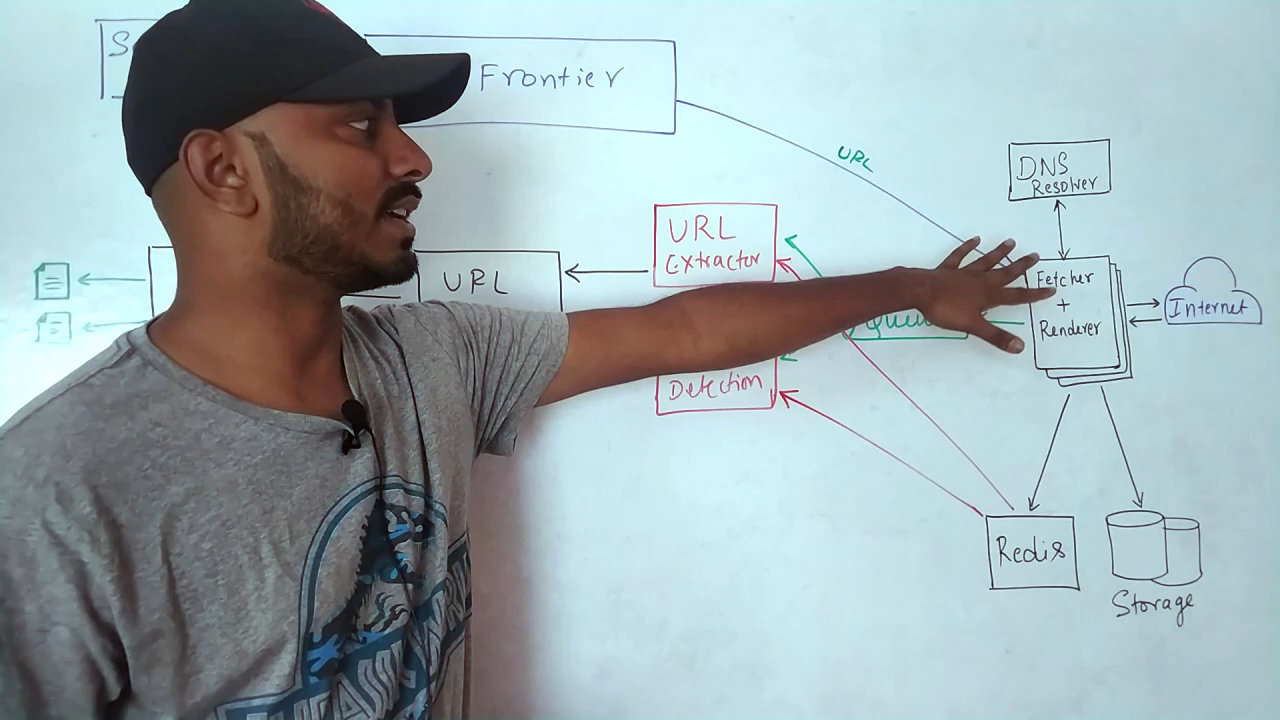 Frontier
URL
DNS
Resolver
URL
Extractor
URL
Fetcher
+
Renderer
Internet
Detection
Redis
Storage